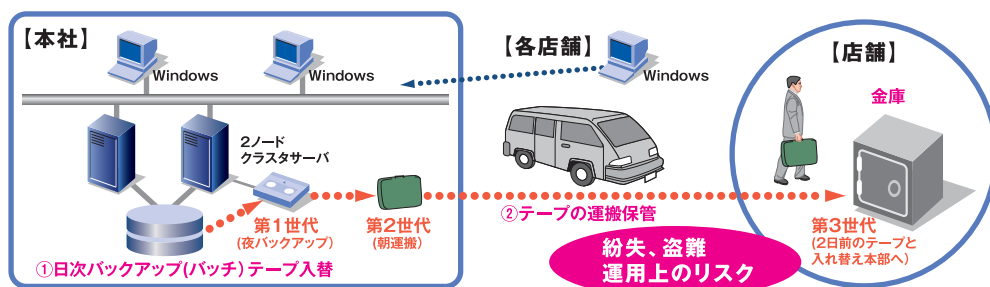 【本社】
Windows
Windows
2ノード
クラスタサーバ
第1世代
(夜バックアップ)
第2世代
(朝運搬)
①日次バックアップ(バッチ)テープ入替
【各店舗】
Windows
②テープの運搬保管
紛失、盗難
運用上のリスク
【店舗】
金庫
第3世代
(2日前のテープと
入れ替え本部へ)